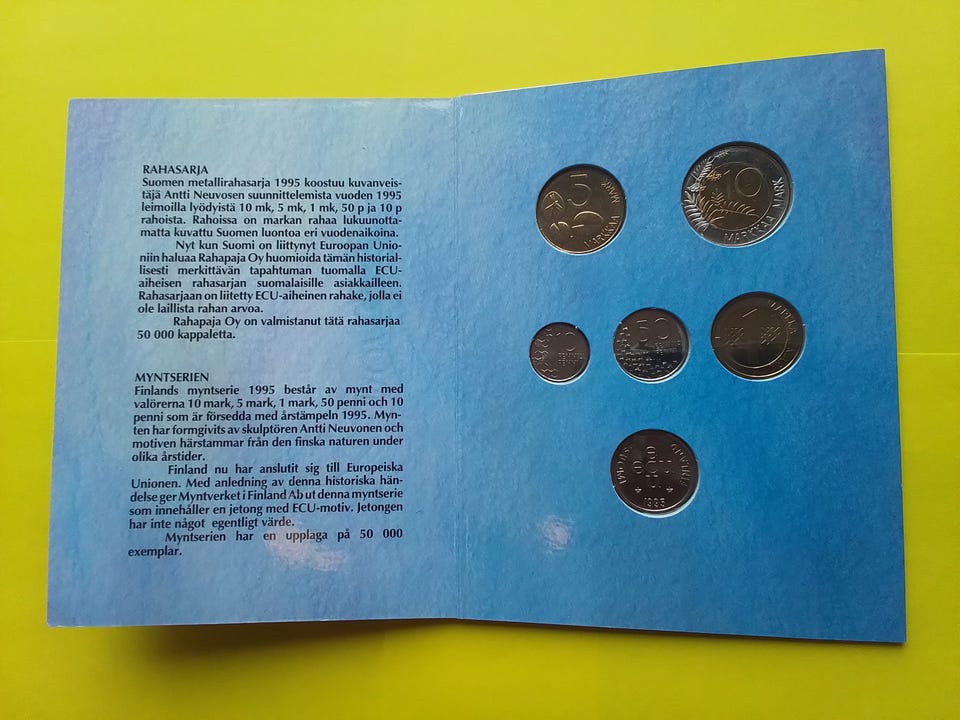 RAHASARJA
Suomen metallirahasarja 1995 koostuu kuvanveis-
täjä Antti Neuvosen suunnittelemista vuoden 1995
leimoilla lyödyistä 10 mk, 5 mk, 1 mk, 50 p ja 10 p
rahoista. Rahoissa on markan rahaa lukuunotta-
matta kuvattu Suomen luontoa eri vuodenaikoina.
Nyt kun Suomi on liittynyt Euroopan Unio-
niin haluaa Rahapaja Oy huomioida tämän historial-
lisesti merkittävän tapahtuman tuomalla ECU-
aiheisen rahasarjan suomalaisille asiakkailleen.
Rahasarjaan on liitetty ECU-aiheinen rahake, jolla ei
ole laillista rahan arvoa.
Rahapaja Oy on valmistanut tätä rahasarjaa
50 000 kappaletta.
MYNTSERIEN
Finlands myntserie 1995 består av mynt med
valörerna 10 mark, 5 mark, 1 mark, 50 penni och 10
penni som är försedda med årstämpeln 1995. Myn-
ten har formgivits av skulptören Antti Neuvonen och
motiven härstammar från den finska naturen under
olika årstider.
Finland nu har anslutit sig till Europeiska
Unionen. Med anledning av denna historiska hän-
delse ger Myntverket i Finland Ab ut denna myntserie
som innehåller en jetong med ECU-motiv. Jetongen
har inte något egentligt värde.
Myntserien har en upplaga på 50 000
exemplar.
5
MARKKAA
10
MARKKAA MARK
10
50
1
MARKKA
SUOMI
FINLAND
1995